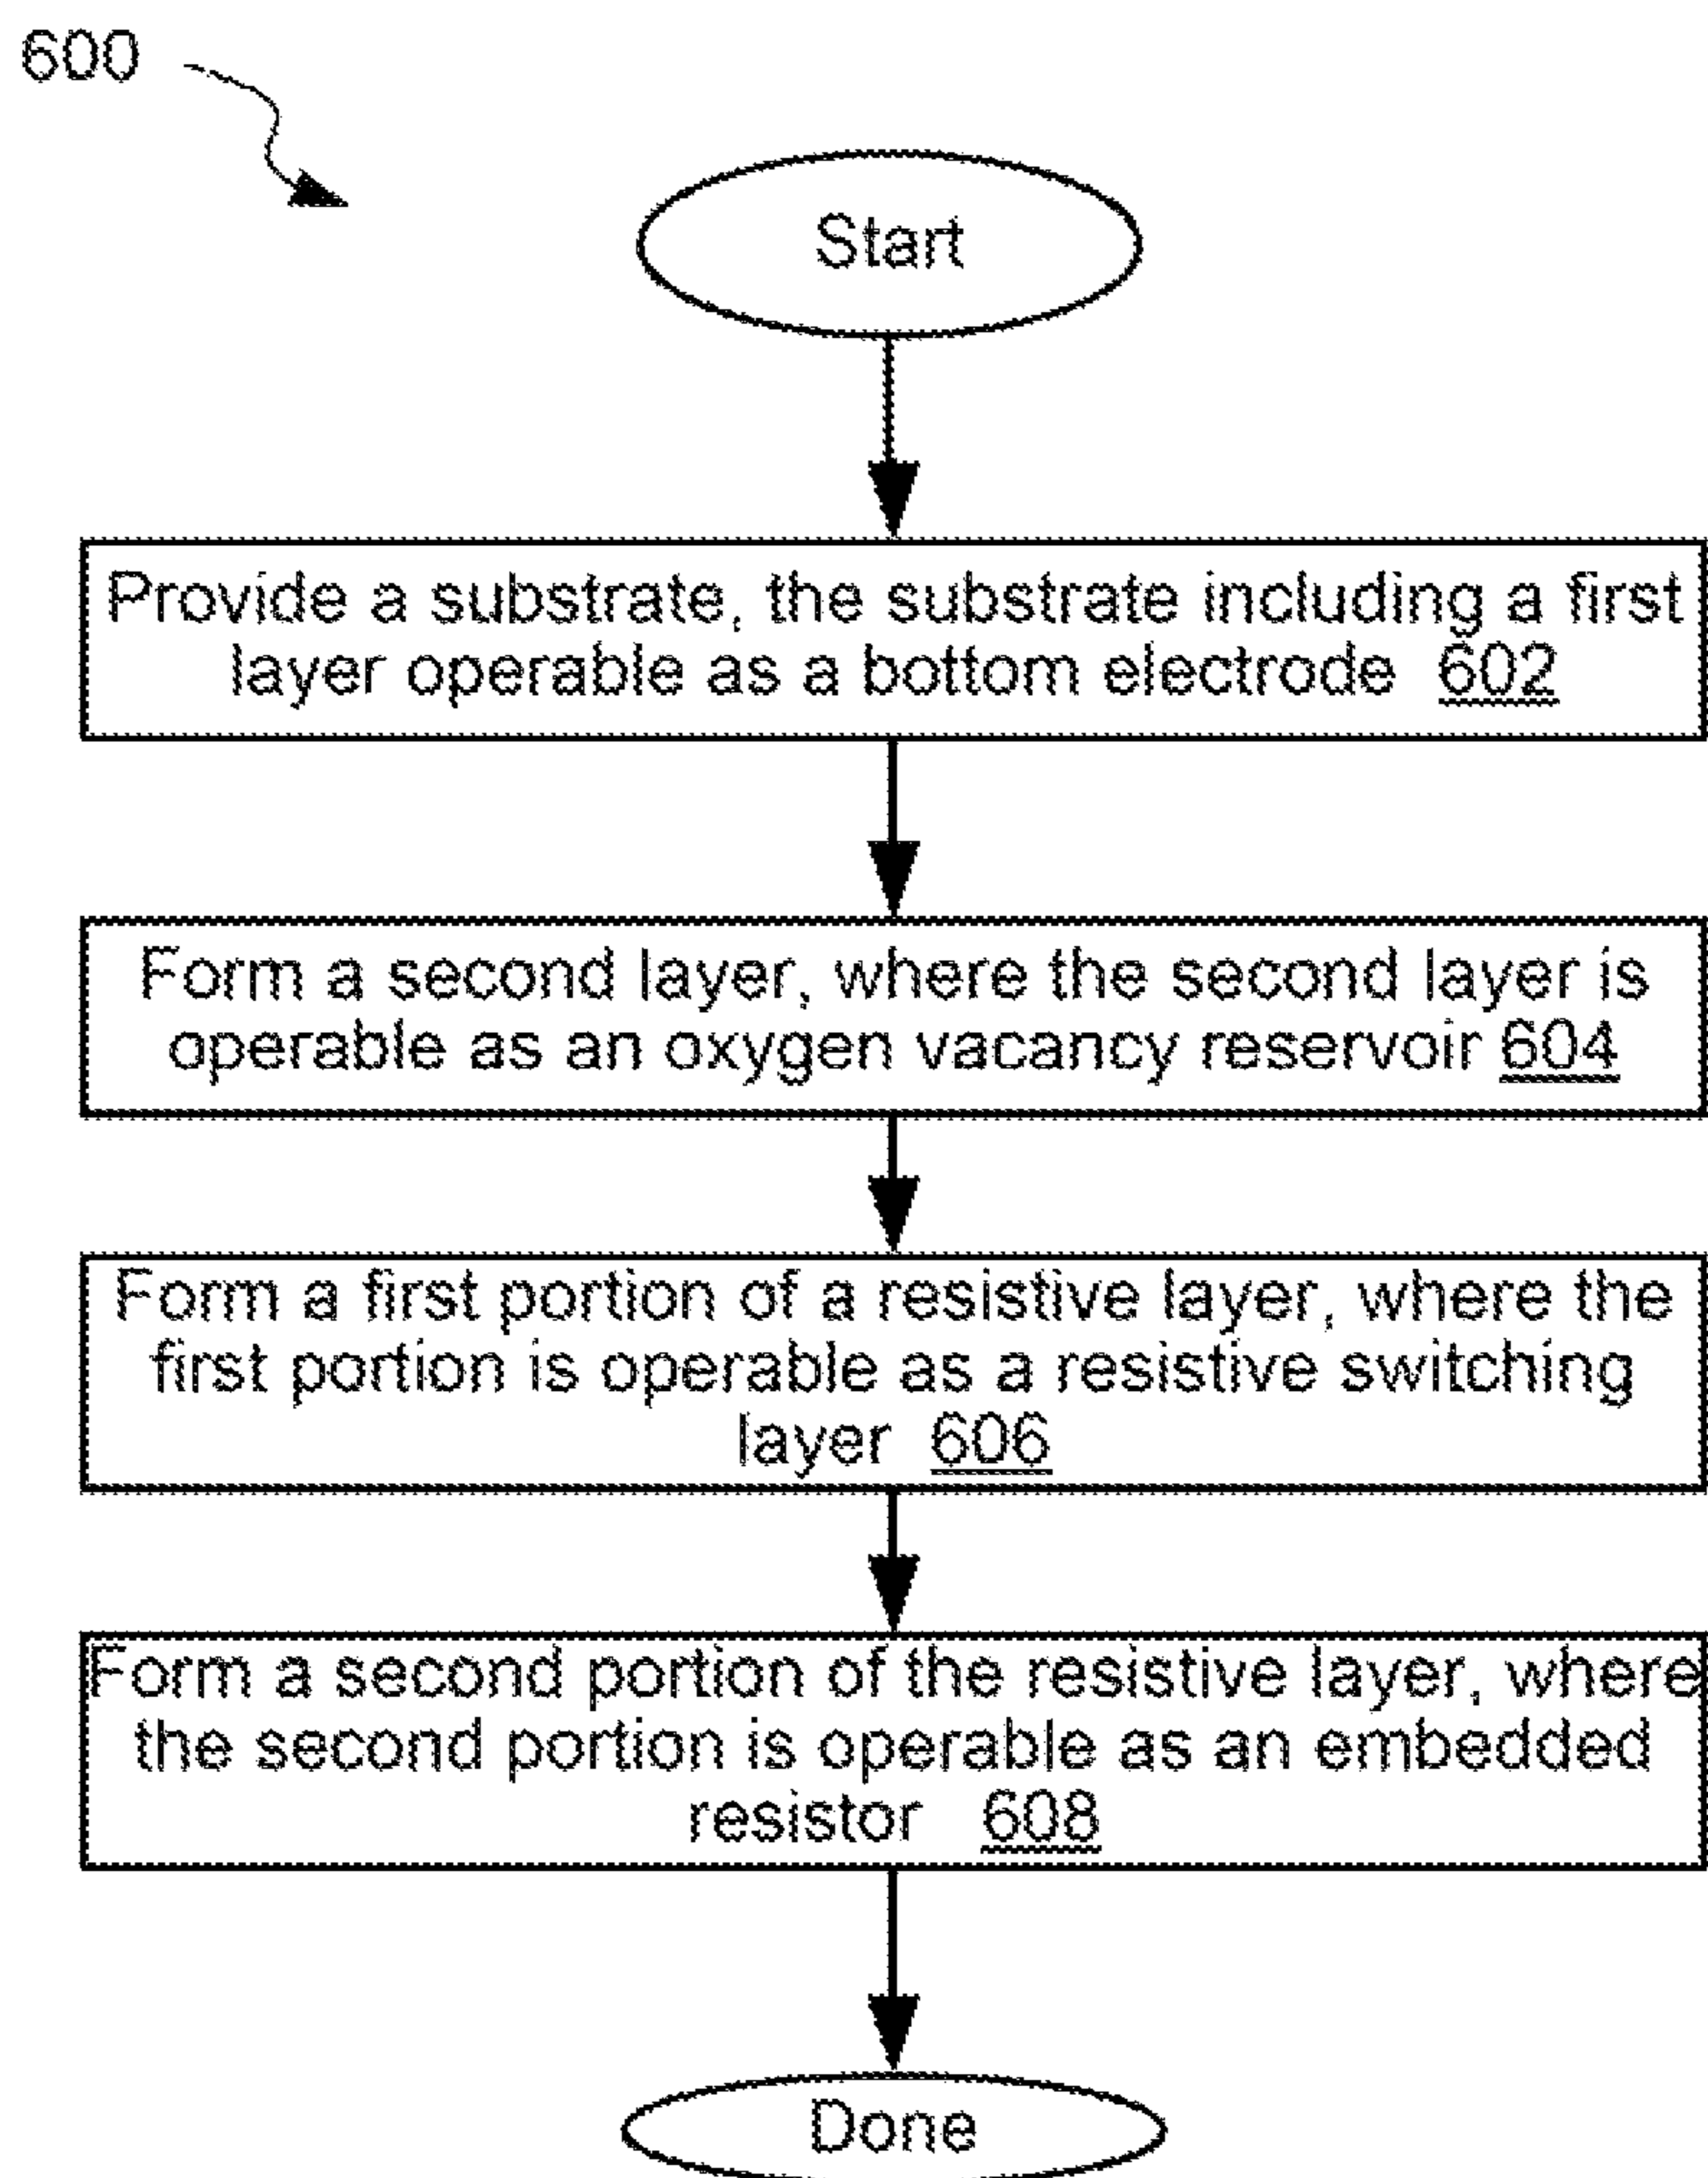 600
Start
Provide a substrate, the substrate including a first
layer operable as a bottom electrode 602
Form a second layer, where the second layer is
operable as an oxygen vacancy reservoir 604
Form a first portion of a resistive layer, where the
first portion is operable as a resistive switching
layer 606
Form a second portion of the resistive layer, where
the second portion is operable as an embedded
resistor 608
Done